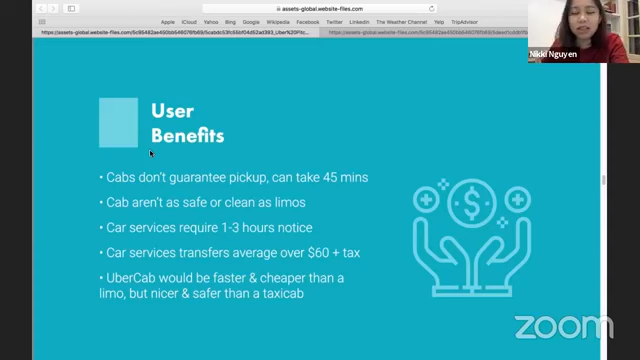 assets-global.website-files.com
Apple iCloud Yahoo Bing Google Wikipedia Facebook Twitter LinkedIn The Weather Channel Yelp TripAdvisor
Nikki Nguyen
User
Benefits
• Cabs don't guarantee pickup, can take 45 mins
• Cab aren't as safe or clean as limos
• Car services require 1-3 hours notice
• Car services transfers average over $60 + tax
• UberCab would be faster & cheaper than a
limo, but nicer & safer than a taxicab
$
zoom